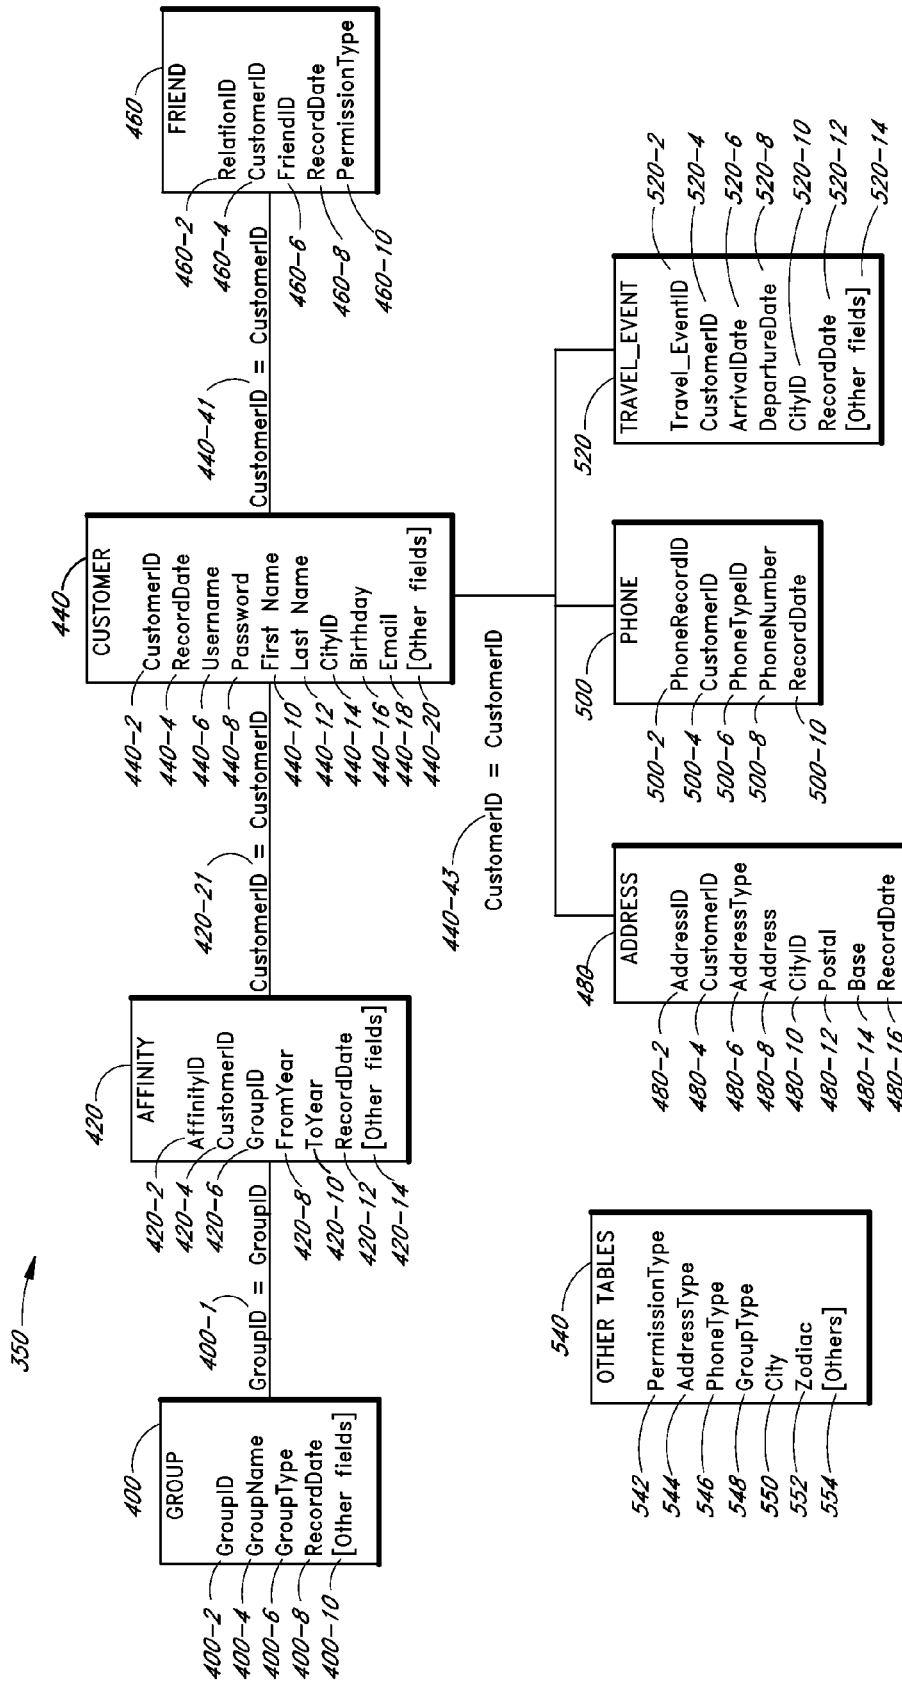 350
400
GROUP
400-2 GroupID
400-4 GroupName
400-6 GroupType
400-8 RecordDate
400-10 [Other fields]
400-1
GroupID = GroupID
420
AFFINITY
420-2 AffinityID
420-4 CustomerID
420-6 GroupID
420-8 FromYear
420-10 ToYear
420-12 RecordDate
420-14 [Other fields]
420-21
CustomerID = CustomerID
440
CUSTOMER
440-2 CustomerID
440-4 RecordDate
440-6 Username
440-8 Password
440-10 First Name
440-12 Last Name
440-14 CityID
440-16 Birthday
440-18 Email
440-20 [Other fields]
440-41
CustomerID = CustomerID
460
FRIEND
460-2 RelationID
460-4 CustomerID
460-6 FriendID
460-8 RecordDate
460-10 PermissionType
440-43
CustomerID = CustomerID
540
OTHER TABLES
542 PermissionType
544 AddressType
546 PhoneType
548 GroupType
550 City
552 Zodiac
554 [Others]
480
ADDRESS
480-2 AddressID
480-4 CustomerID
480-6 AddressType
480-8 Address
480-10 CityID
480-12 Postal
480-14 Base
480-16 RecordDate
500
PHONE
500-2 PhoneRecordID
500-4 CustomerID
500-6 PhoneTypeID
500-8 PhoneNumber
500-10 RecordDate
520
TRAVEL_EVENT
Travel_EventID 520-2
CustomerID 520-4
ArrivalDate 520-6
DepartureDate 520-8
CityID 520-10
RecordDate 520-12
[Other fields] 520-14